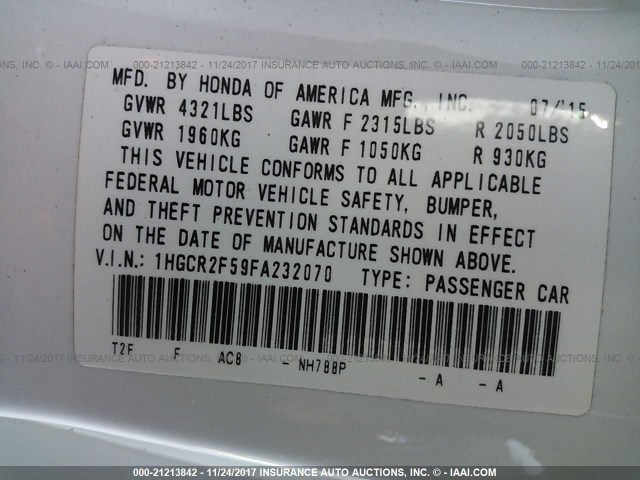 000-21213842 - 11/24/2017 INSURANCE AUTO AUCTIONS - IAAI.COM
MFD. BY HONDA OF AMERICA MFG., INC. 07/'15
GVWR 4321LBS GAWR F 2315LBS R 2050LBS
GVWR 1960KG GAWR F 1050KG R 930KG
THIS VEHICLE CONFORMS TO ALL APPLICABLE
FEDERAL MOTOR VEHICLE SAFETY, BUMPER,
AND THEFT PREVENTION STANDARDS IN EFFECT
ON THE DATE OF MANUFACTURE SHOWN ABOVE.
V.I.N.: 1HGCR2F59FA232070 TYPE: PASSENGER CAR
T2F F AC8 - NH788P - A - A
000-21213842 - 11/24/2017 INSURANCE AUTO AUCTIONS - IAAI.COM